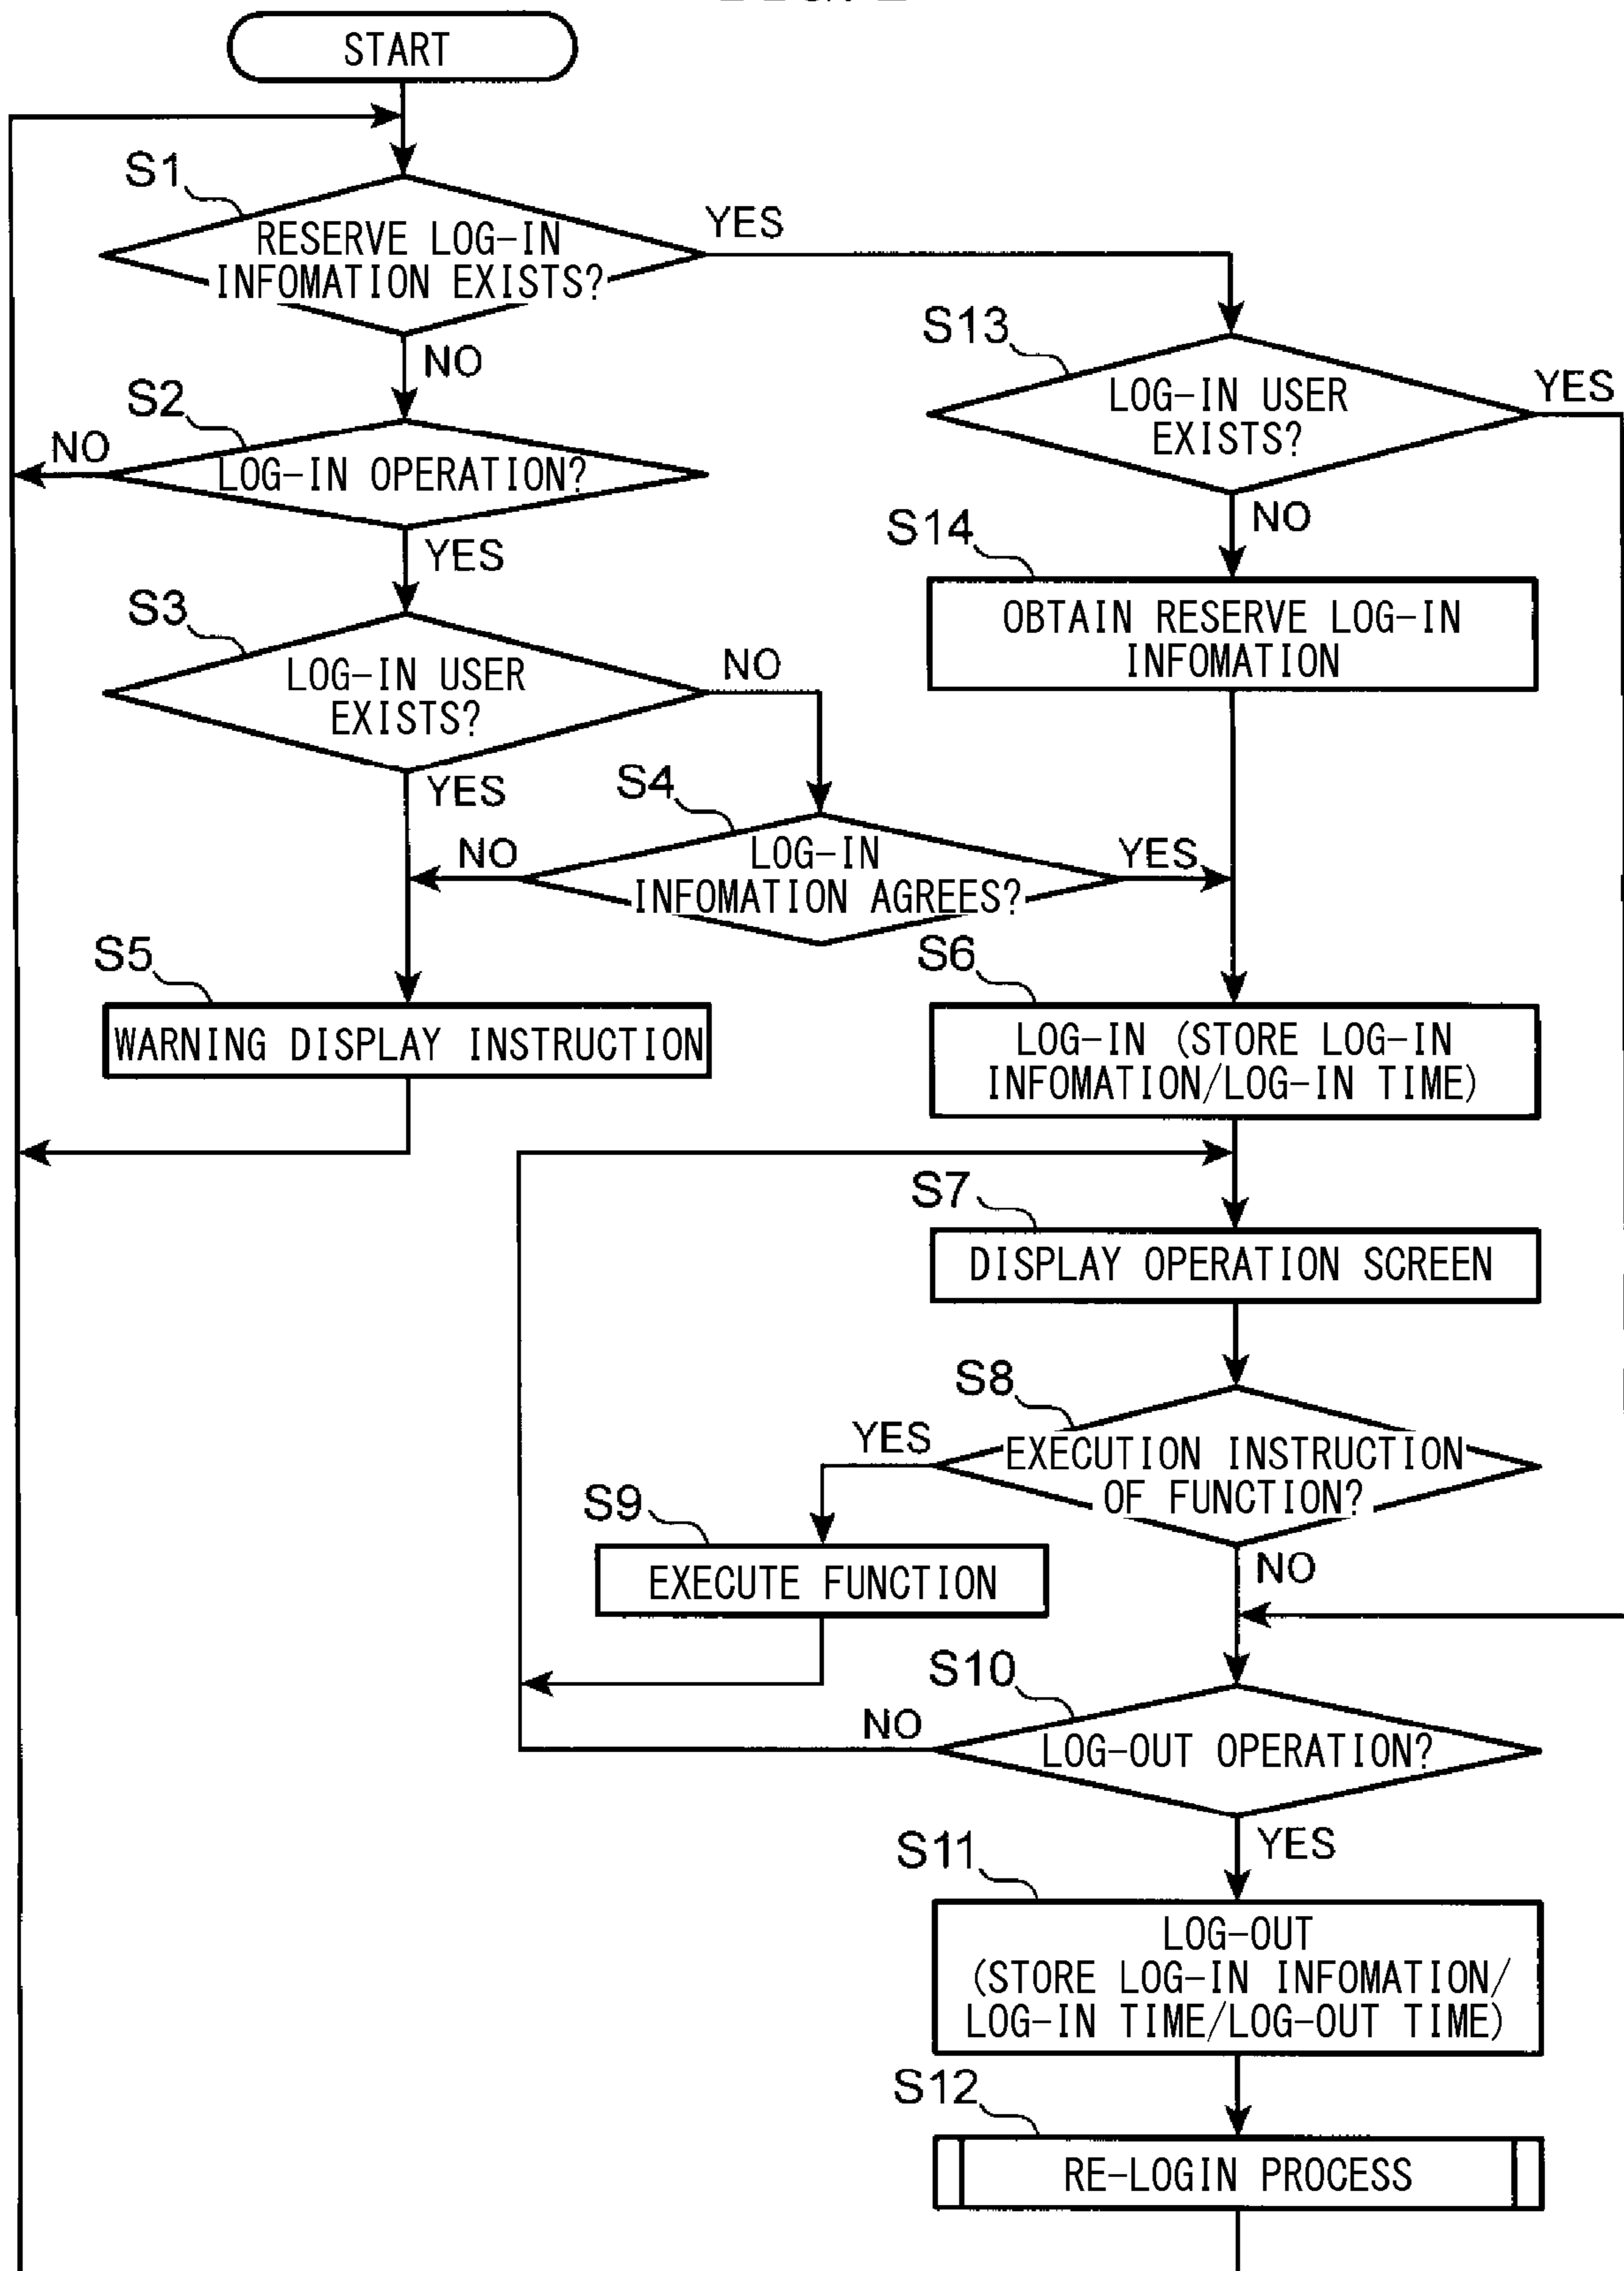 START
S1
RESERVE LOG-IN
INFOMATION EXISTS?
YES
NO
S13
LOG-IN USER
EXISTS?
YES
NO
S2
LOG-IN OPERATION?
NO
YES
S14
OBTAIN RESERVE LOG-IN
INFOMATION
S3
LOG-IN USER
EXISTS?
NO
YES
S4
LOG-IN
INFOMATION AGREES?
NO
YES
S5
WARNING DISPLAY INSTRUCTION
S6
LOG-IN (STORE LOG-IN
INFOMATION/LOG-IN TIME)
S7
DISPLAY OPERATION SCREEN
S8
EXECUTION INSTRUCTION
OF FUNCTION?
YES
NO
S9
EXECUTE FUNCTION
S10
LOG-OUT OPERATION?
NO
YES
S11
LOG-OUT
(STORE LOG-IN INFOMATION/
LOG-IN TIME/LOG-OUT TIME)
S12
RE-LOGIN PROCESS